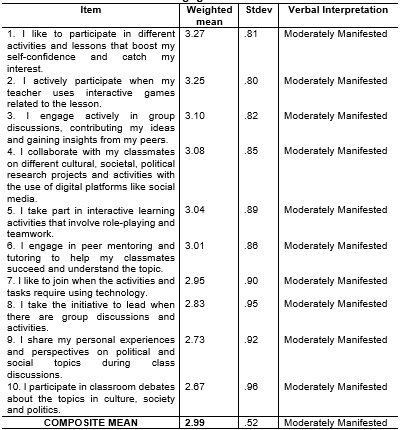 Item Weighted mean Stdev Verbal Interpretation
1. I like to participate in different 3.27 .81 Moderately Manifested
activities and lessons that boost my
self-confidence and catch my
interest.
2. I actively participate when my 3.25 .80 Moderately Manifested
teacher uses interactive games
related to the lesson.
3. I engage actively in group 3.10 .82 Moderately Manifested
discussions, contributing my ideas
and gaining insights from my peers.
4. I collaborate with my classmates 3.08 .85 Moderately Manifested
on different cultural, societal, political
research projects and activities with
the use of digital platforms like social
media.
5. I take part in interactive learning 3.04 .89 Moderately Manifested
activities that involve role-playing and
teamwork.
6. I engage in peer mentoring and 3.01 .86 Moderately Manifested
tutoring to help my classmates
succeed and understand the topic.
7. I like to join when the activities and 2.95 .90 Moderately Manifested
tasks require using technology.
8. I take the initiative to lead when 2.83 .95 Moderately Manifested
there are group discussions and
activities.
9. I share my personal experiences 2.73 .92 Moderately Manifested
and perspectives on political and
social topics during class
discussions.
10. I participate in classroom debates 2.67 .96 Moderately Manifested
about the topics in culture, society
and politics.
COMPOSITE MEAN 2.99 .52 Moderately Manifested